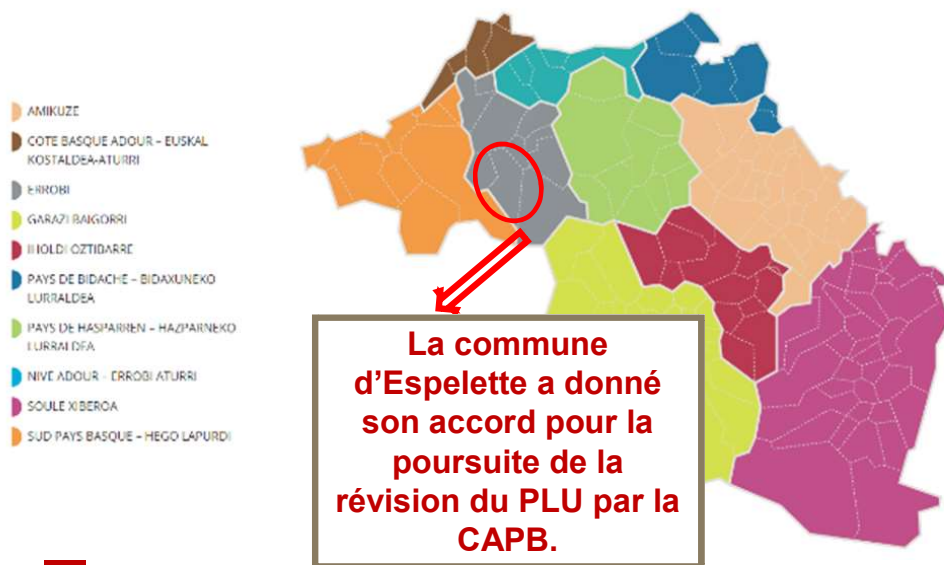 AMIKUZE
COTE BASQUE ADOUR – EUSKAL
KOSTALDEA-ATURRI
ERROBI
GARAZI BAIGORRI
IHOLDI OZTIBARRE
PAYS DE BIDACHE – BIDAXUNEKO
LURRALDEA
PAYS DE HASPARREN – HAZPARNEKO
LURRALDEA
NIVE ADOUR – ERROBI ATURRI
SOULE XIBEROA
SUD PAYS BASQUE – HEGO LAPURDI
La commune
d’Espelette a donné
son accord pour la
poursuite de la
révision du PLU par la
CAPB.